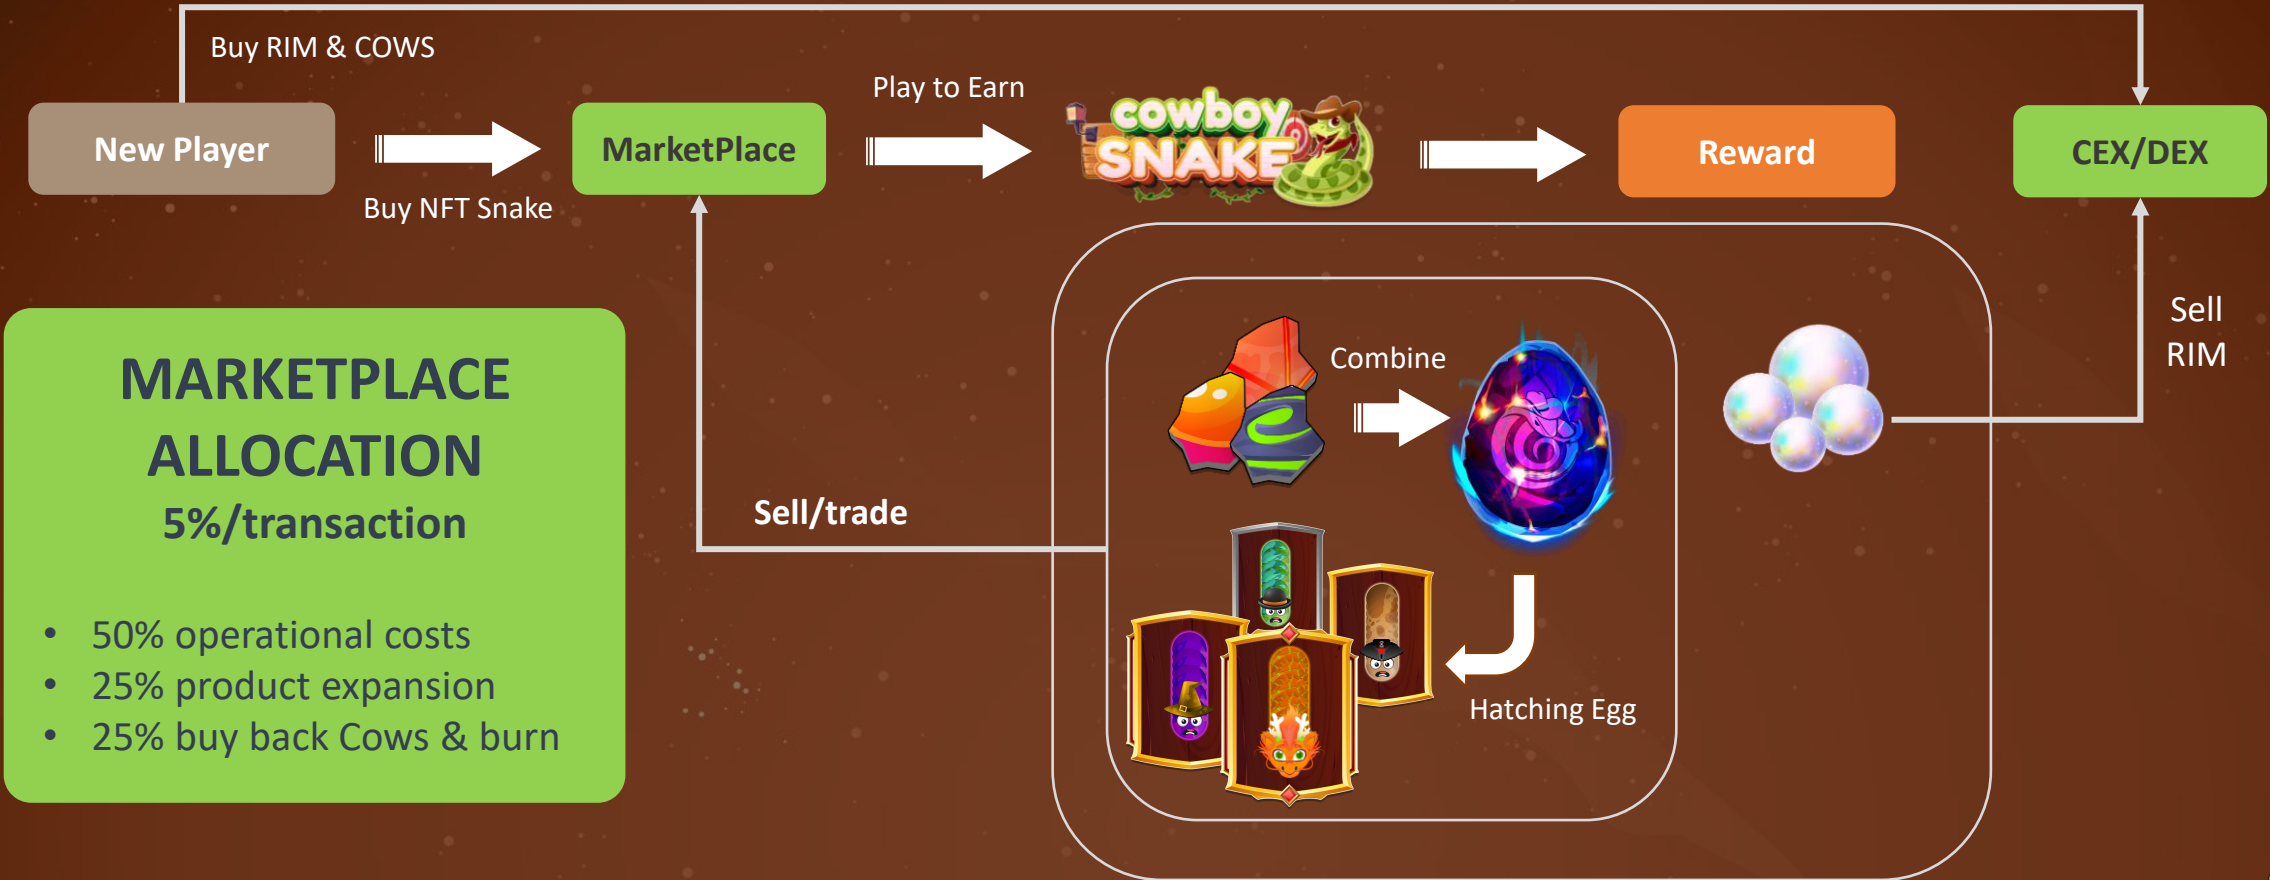 Buy RIM & COWS
New Player
Buy NFT Snake
MarketPlace
Play to Earn
cowboy
SNAKE
Reward
CEX/DEX
MARKETPLACE
ALLOCATION
5%/transaction
• 50% operational costs
• 25% product expansion
• 25% buy back Cows & burn
Sell/trade
Combine
Hatching Egg
Sell
RIM